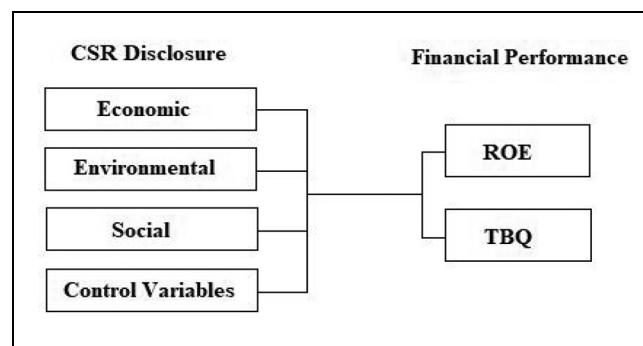 CSR Disclosure
Financial Performance
Economic
Environmental
Social
Control Variables
ROE
TBQ